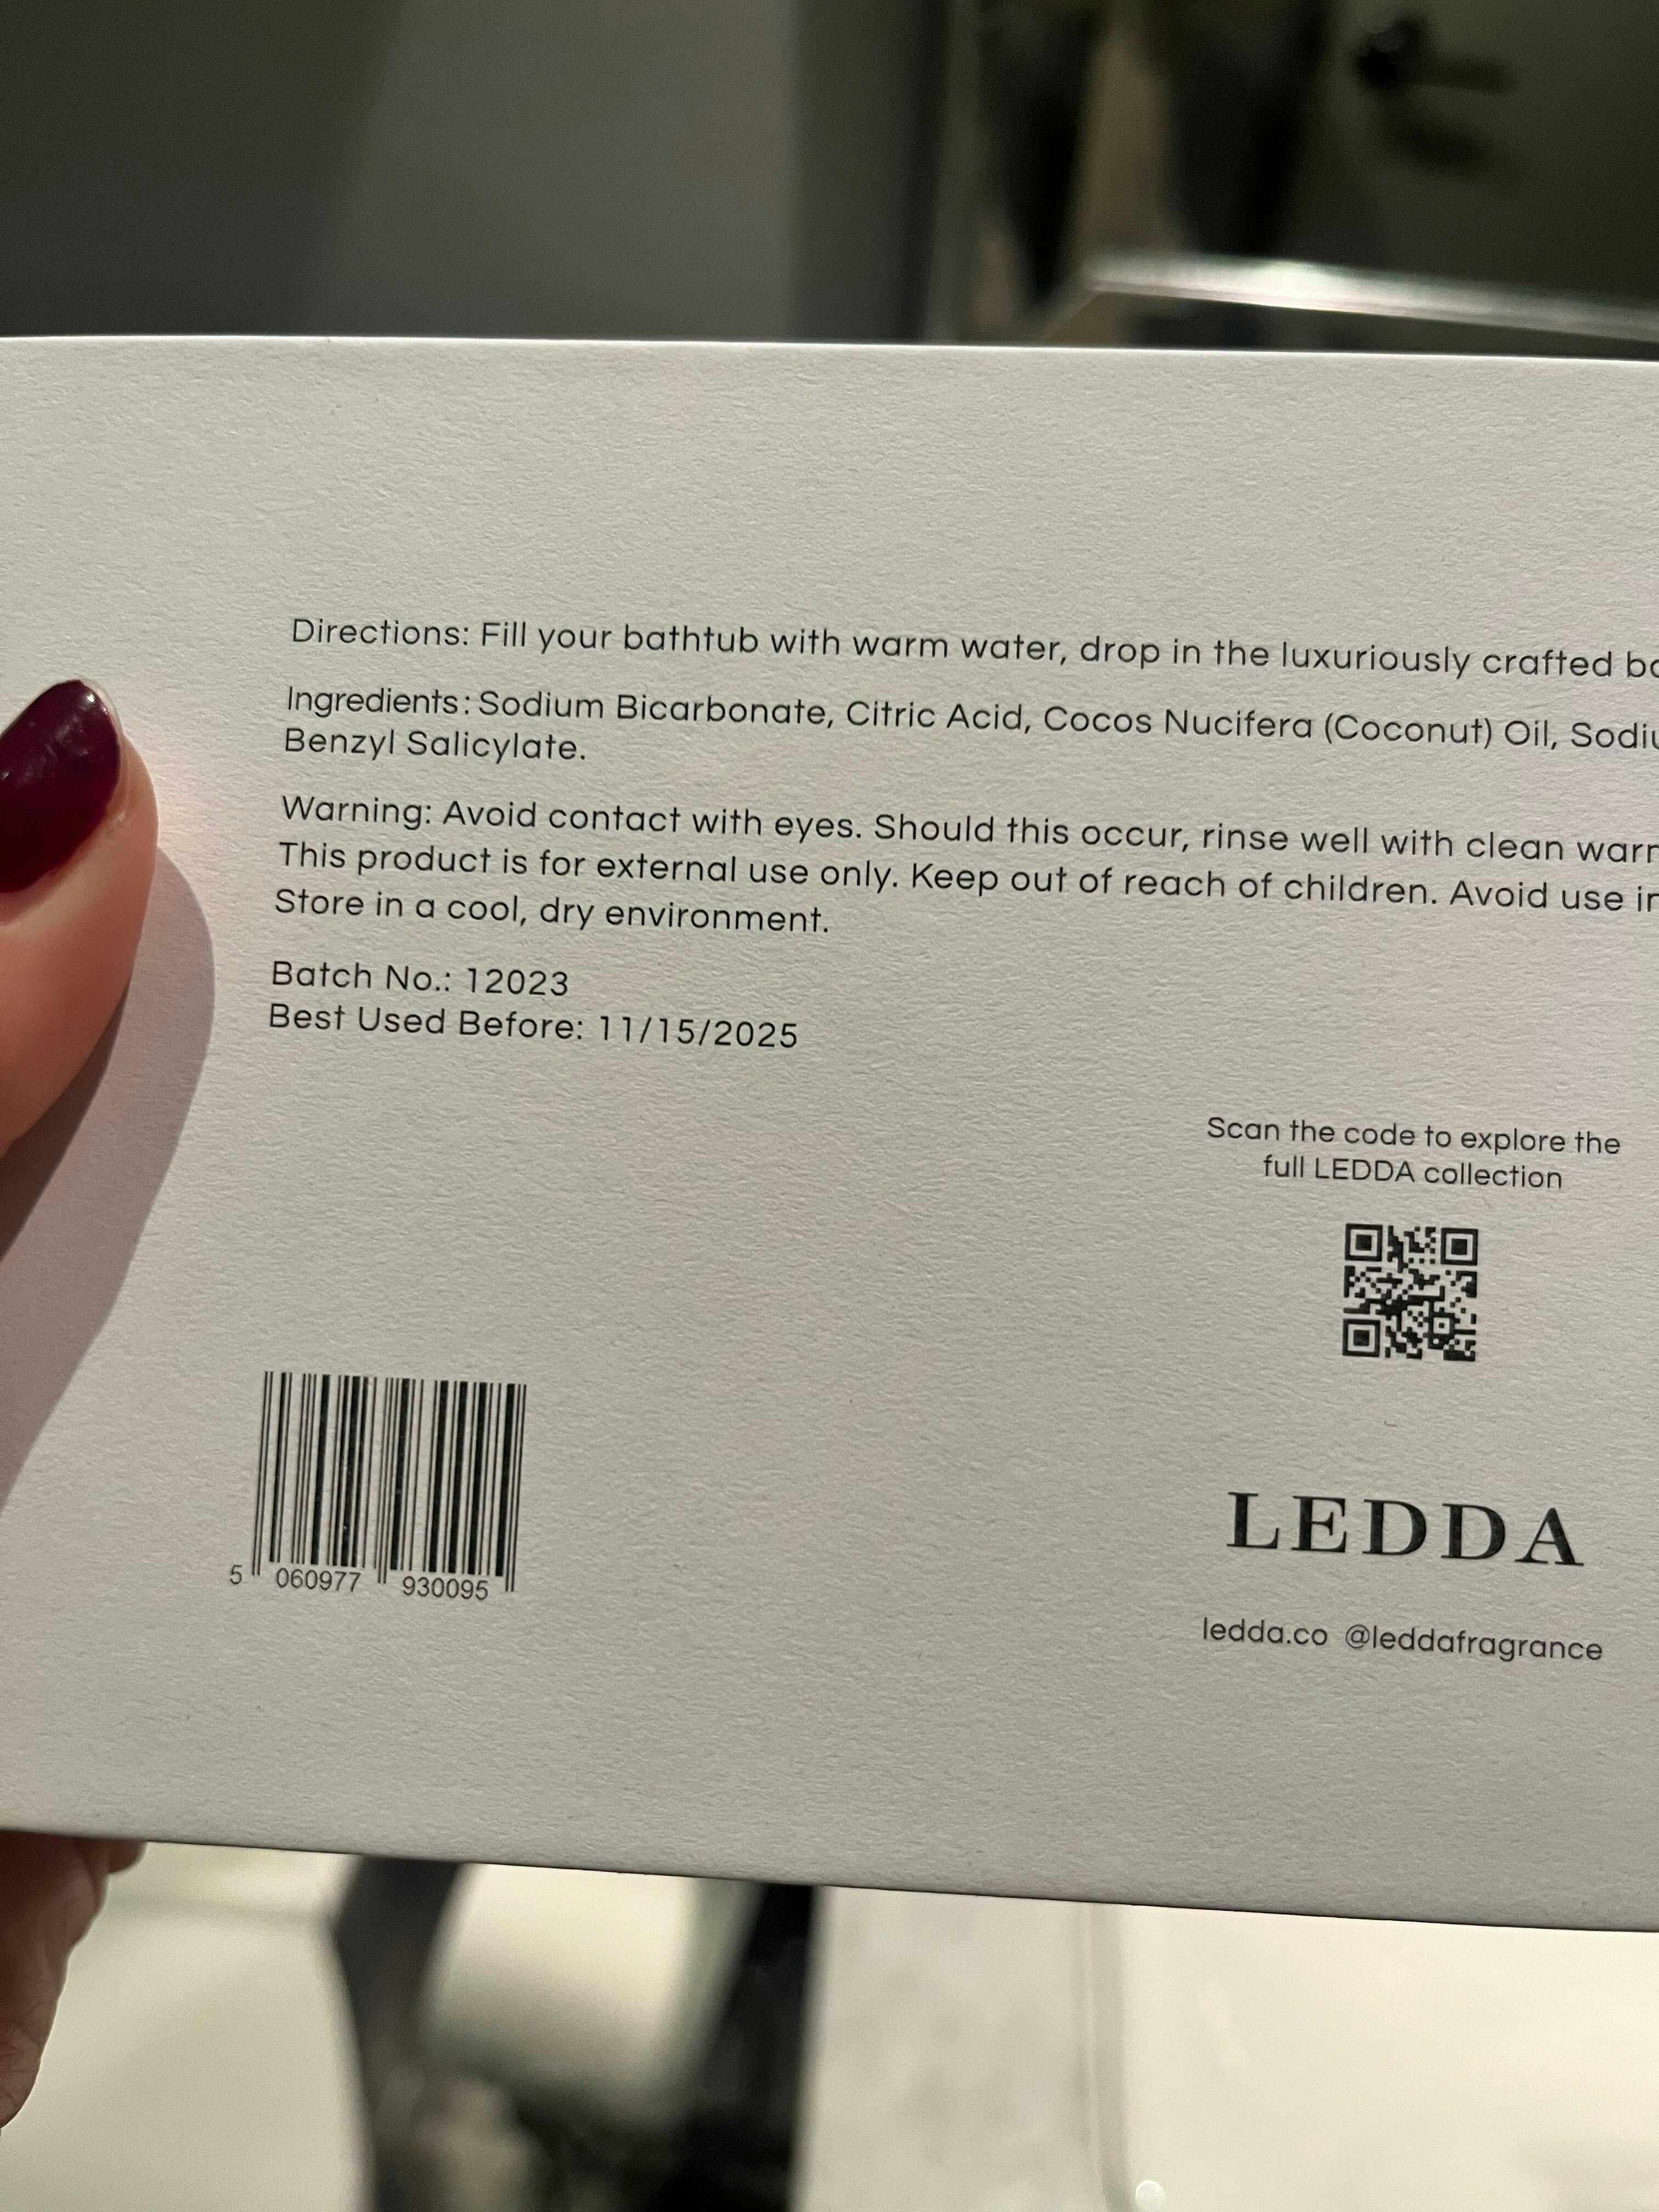 Directions: Fill your bathtub with warm water, drop in the luxuriously crafted
Ingredients: Sodium Bicarbonate, Citric Acid, Cocos Nucifera (Coconut) Oil,
Benzyl Salicylate.
Warning: Avoid contact with eyes. Should this occur, rinse well with clean
This product is for external use only. Keep out of reach of children. Avoid use
Store in a cool, dry environment.
Batch No.: 12023
Best Used Before: 11/15/2025
Scan the code to explore the
full LEDDA collection
5 060977 930095
LEDDA
ledda.co @leddafragrance